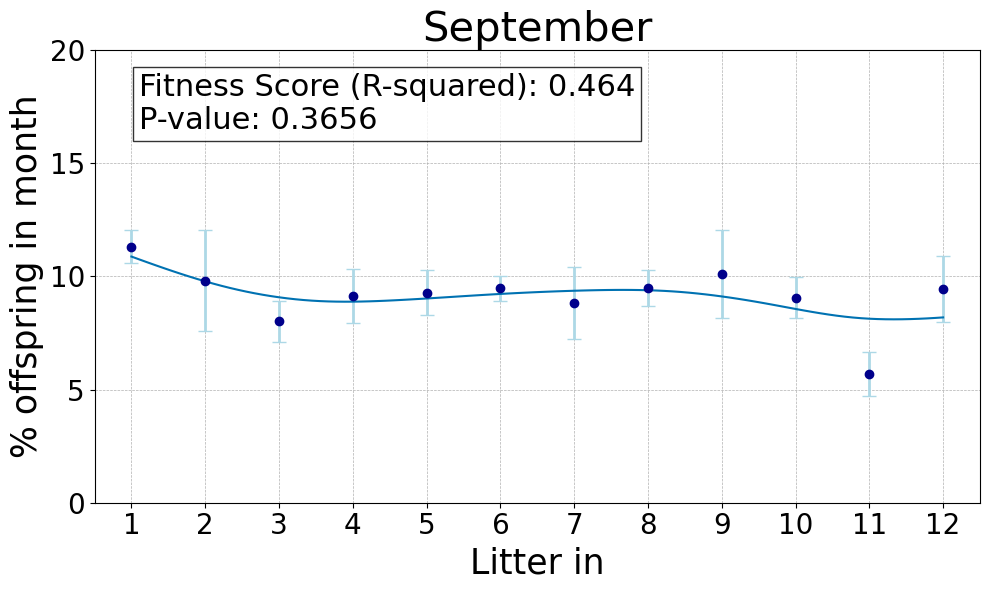 September
Fitness Score (R-squared): 0.464
P-value: 0.3656
% offspring in month
20
15
10
5
0
1 2 3 4 5 6 7 8 9 10 11 12
Litter in